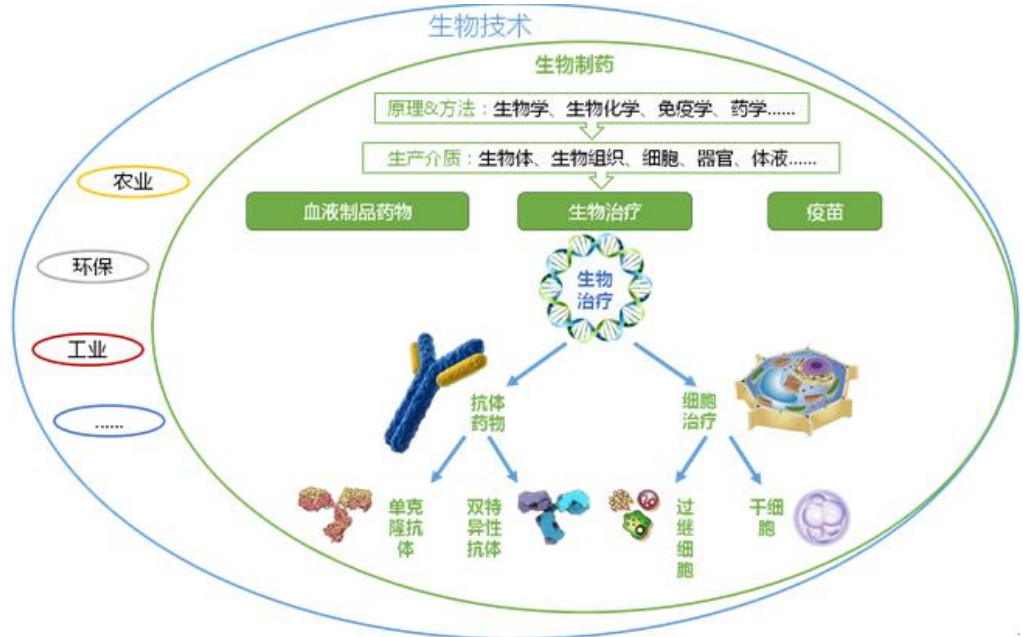 生物技术
生物制药
原理&方法：生物学、生物化学、免疫学、药学......
生产介质：生物体、生物组织、细胞、器官、体液......
农业
血液制品药物
生物治疗
疫苗
环保
生物
治疗
工业
抗体
药物
细胞
治疗
......
单克
隆抗
体
双特
异性
抗体
过
继
细
胞
干细
胞